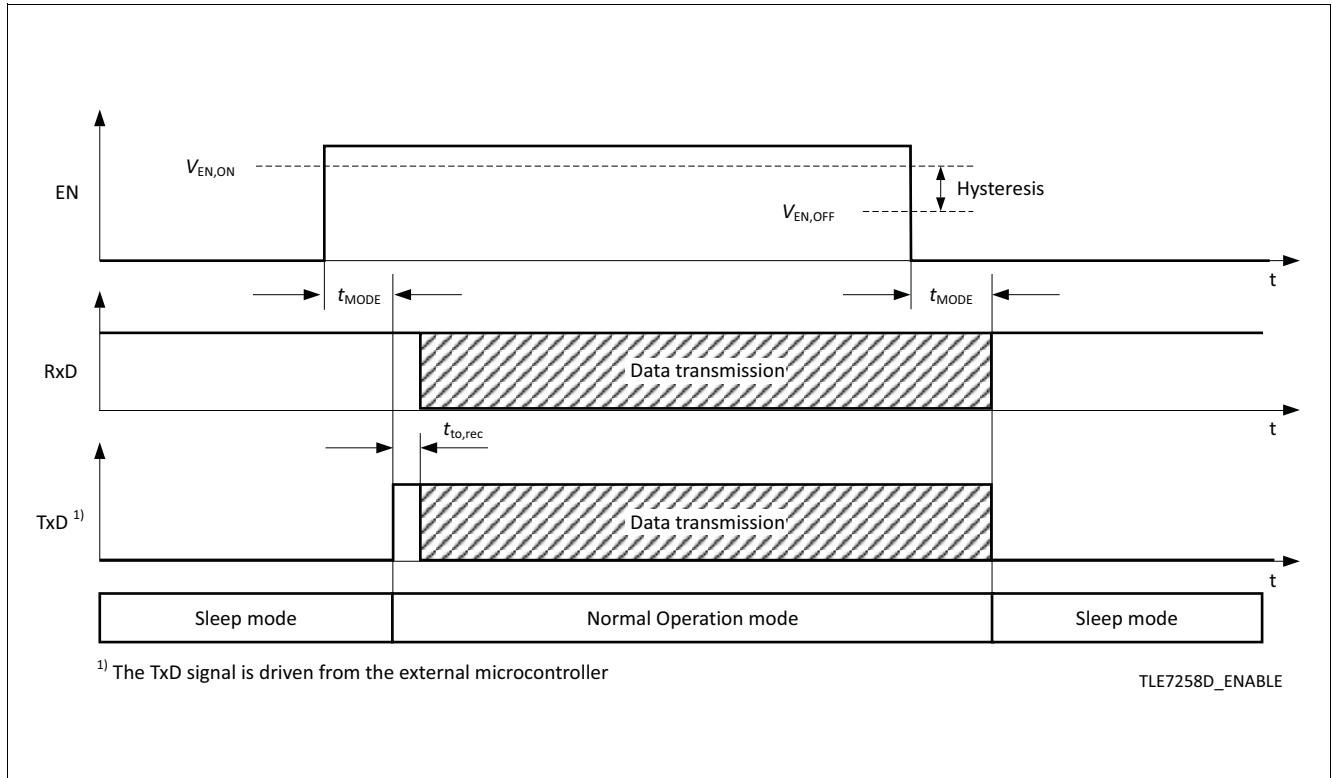 V_EN,ON
EN
Hysteresis
V_EN,OFF
t
t_MODE
t_MODE
RxD
Data transmission
t
t_to,rec
TxD 1)
Data transmission
t
Sleep mode
Normal Operation mode
Sleep mode
1) The TxD signal is driven from the external microcontroller
TLE7258D_ENABLE